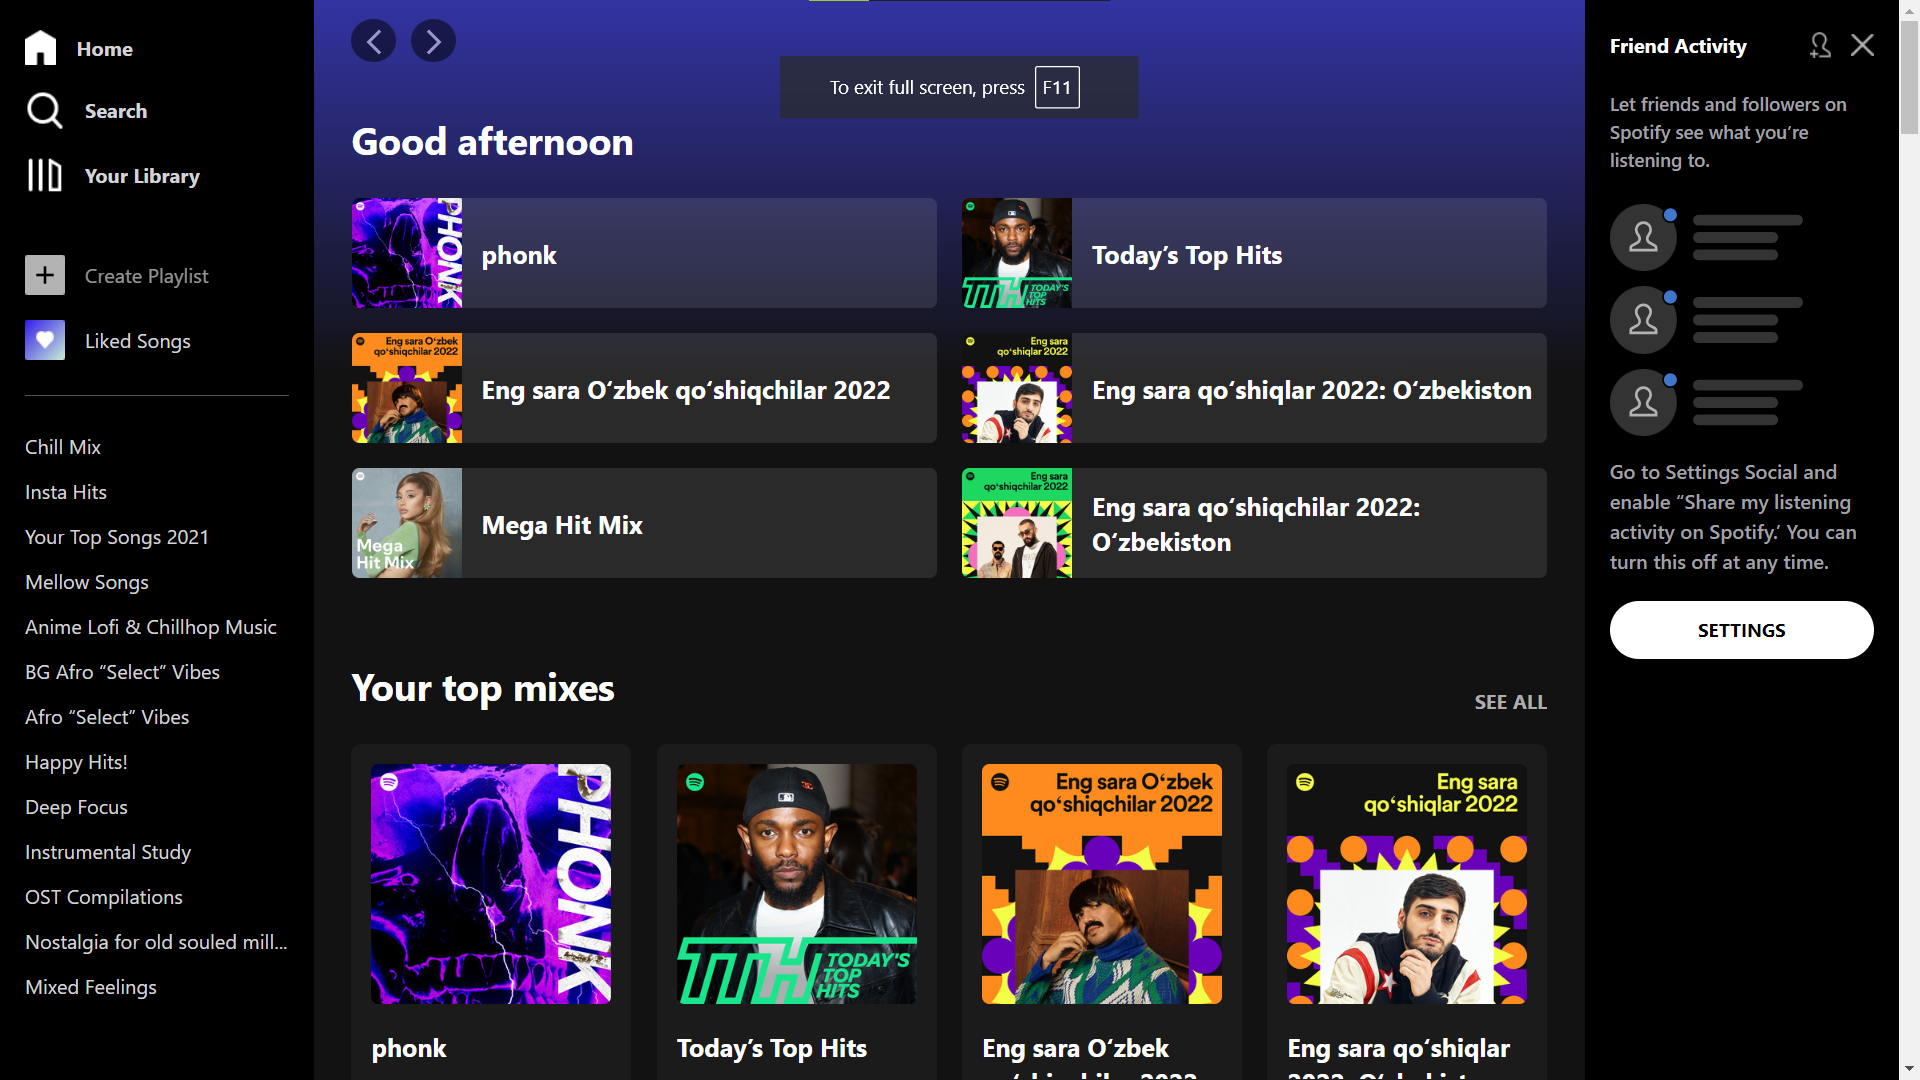 Home
Search
Your Library
Create Playlist
Liked Songs
Chill Mix
Insta Hits
Your Top Songs 2021
Mellow Songs
Anime Lofi & Chillhop Music
BG Afro “Select” Vibes
Afro “Select” Vibes
Happy Hits!
Deep Focus
Instrumental Study
OST Compilations
Nostalgia for old souled mill...
Mixed Feelings
To exit full screen, press F11
Good afternoon
PHONK
phonk
TTH TODAY'S
TOP
HITS
Today’s Top Hits
Eng sara O‘zbek
qo‘shiqchilar 2022
Eng sara O‘zbek qo‘shiqchilar 2022
Eng sara
qo‘shiqlar 2022
Eng sara qo‘shiqlar 2022: O‘zbekiston
Mega
Hit Mix
Mega Hit Mix
Eng sara
qo‘shiqchilar 2022
Eng sara qo‘shiqchilar 2022:
O‘zbekiston
Your top mixes
SEE ALL
PHONK
phonk
TTH TODAY'S
TOP
HITS
Today’s Top Hits
Eng sara O‘zbek
qo‘shiqchilar 2022
Eng sara O‘zbek
qo‘shiqchilar 2022
Eng sara
qo‘shiqlar 2022
Eng sara qo‘shiqlar
2022: O‘zbekiston
Friend Activity
Let friends and followers on
Spotify see what you’re
listening to.
Go to Settings Social and
enable “Share my listening
activity on Spotify.’ You can
turn this off at any time.
SETTINGS